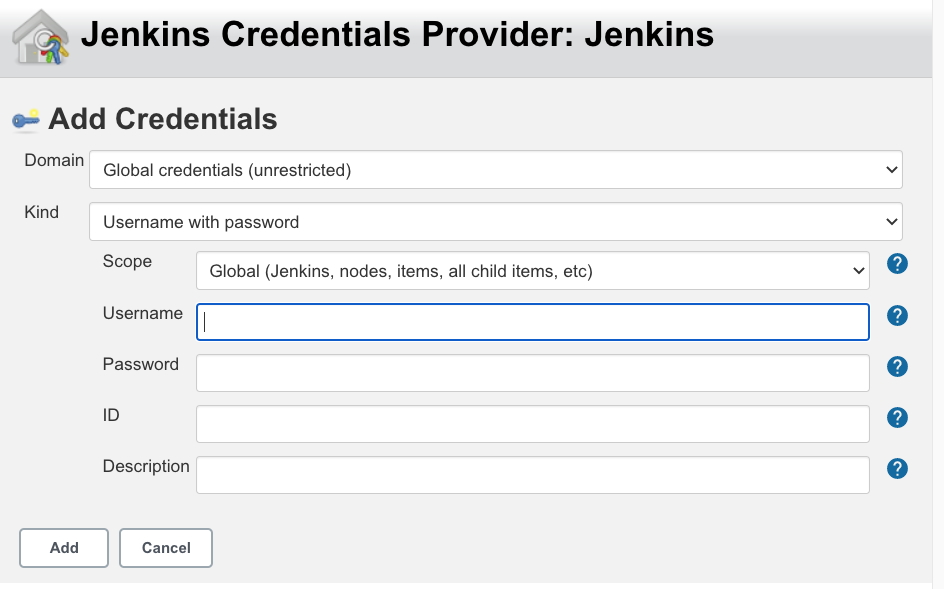 Jenkins Credentials Provider: Jenkins
Add Credentials
Domain
Global credentials (unrestricted)
Kind
Username with password
Scope
Global (Jenkins, nodes, items, all child items, etc)
?
Username
?
Password
?
ID
?
Description
?
Add
Cancel